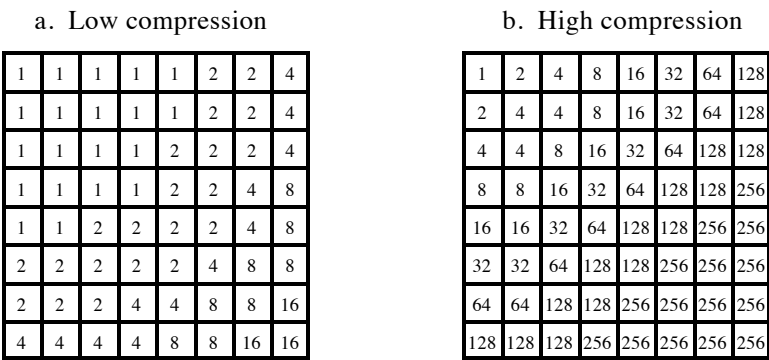 a. Low compression
b. High compression
1 1 1 1 1 2 2 4
1 1 1 1 1 2 2 4
1 1 1 1 2 2 2 4
1 1 1 1 2 2 4 8
1 1 2 2 2 2 4 8
2 2 2 2 2 4 8 8
2 2 2 4 4 8 8 16
4 4 4 4 8 8 16 16
1 2 4 8 16 32 64 128
2 4 4 8 16 32 64 128
4 4 8 16 32 64 128 128
8 8 16 32 64 128 128 256
16 16 32 64 128 128 256 256
32 32 64 128 128 256 256 256
64 64 128 128 256 256 256 256
128 128 128 256 256 256 256 256